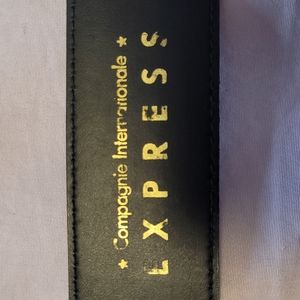 ★ Compagnie Internationale ★
EXPRESS